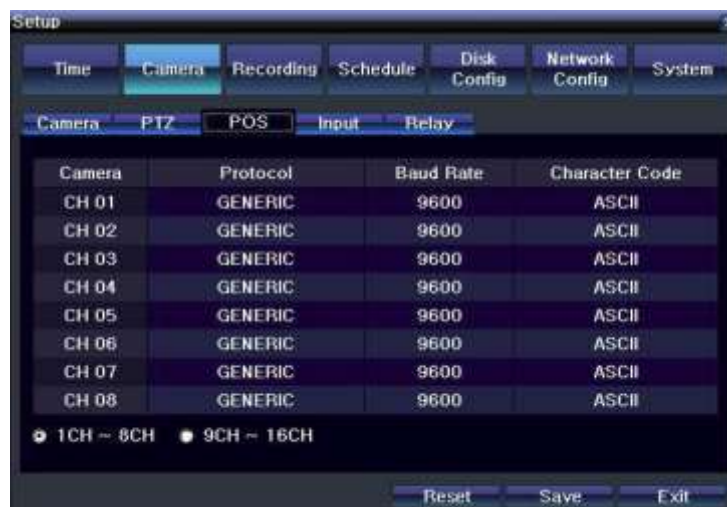 Setup
Time Camera Recording Schedule Disk Config Network Config System
Camera PTZ POS Input Relay
Camera Protocol Baud Rate Character Code
CH 01 GENERIC 9600 ASCII
CH 02 GENERIC 9600 ASCII
CH 03 GENERIC 9600 ASCII
CH 04 GENERIC 9600 ASCII
CH 05 GENERIC 9600 ASCII
CH 06 GENERIC 9600 ASCII
CH 07 GENERIC 9600 ASCII
CH 08 GENERIC 9600 ASCII
1CH ~ 8CH 9CH ~ 16CH
Reset Save Exit